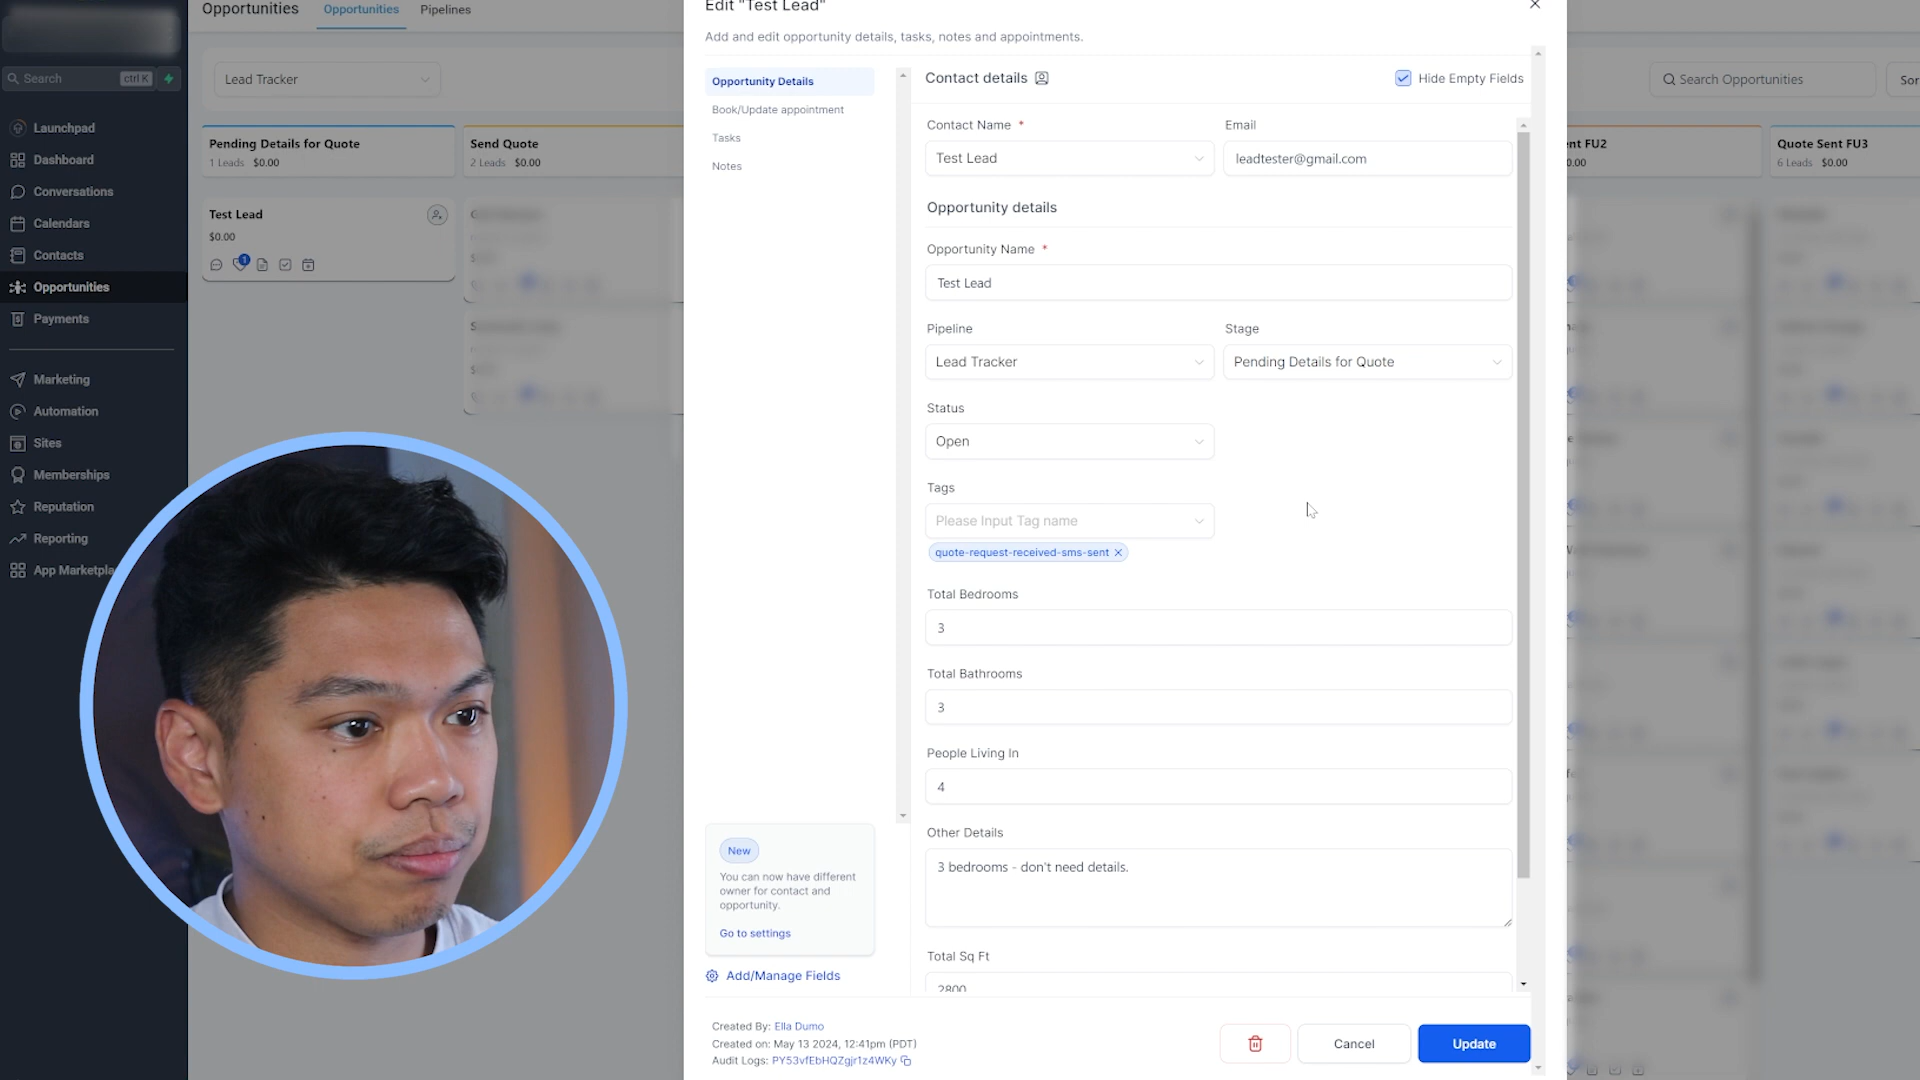 Opportunities
Opportunities
Pipelines
Search
ctrl K
Launchpad
Dashboard
Conversations
Calendars
Contacts
Opportunities
Payments
Marketing
Automation
Sites
Memberships
Reputation
Reporting
App Marketpla
Lead Tracker
Search Opportunities
Sor
Pending Details for Quote
1 Leads $0.00
Send Quote
2 Leads $0.00
nt FU2
0.00
Quote Sent FU3
6 Leads $0.00
Test Lead
$0.00
1
Edit "Test Lead"
Add and edit opportunity details, tasks, notes and appointments.
Opportunity Details
Book/Update appointment
Tasks
Notes
New
You can now have different
owner for contact and
opportunity.
Go to settings
Add/Manage Fields
Contact details
Hide Empty Fields
Contact Name *
Email
Test Lead
leadtester@gmail.com
Opportunity details
Opportunity Name *
Test Lead
Pipeline
Stage
Lead Tracker
Pending Details for Quote
Status
Open
Tags
Please Input Tag name
quote-request-received-sms-sent
Total Bedrooms
3
Total Bathrooms
3
People Living In
4
Other Details
3 bedrooms - don't need details.
Total Sq Ft
2800
Created By: Ella Dumo
Created on: May 13 2024, 12:41pm (PDT)
Audit Logs: PY53vfEbHQZgjr1z4WKy
Cancel
Update